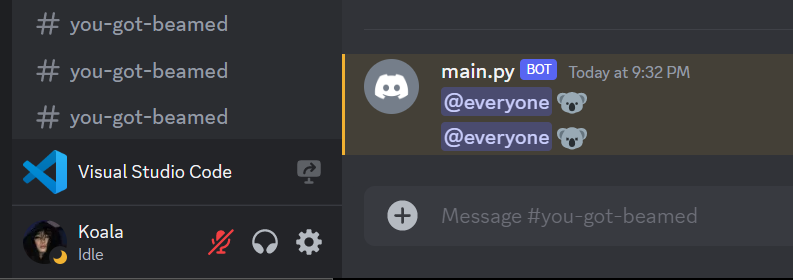 # you-got-beamed
# you-got-beamed
# you-got-beamed
Visual Studio Code
Koala
Idle
main.py BOT Today at 9:32 PM
@everyone 🐨
@everyone 🐨
Message #you-got-beamed